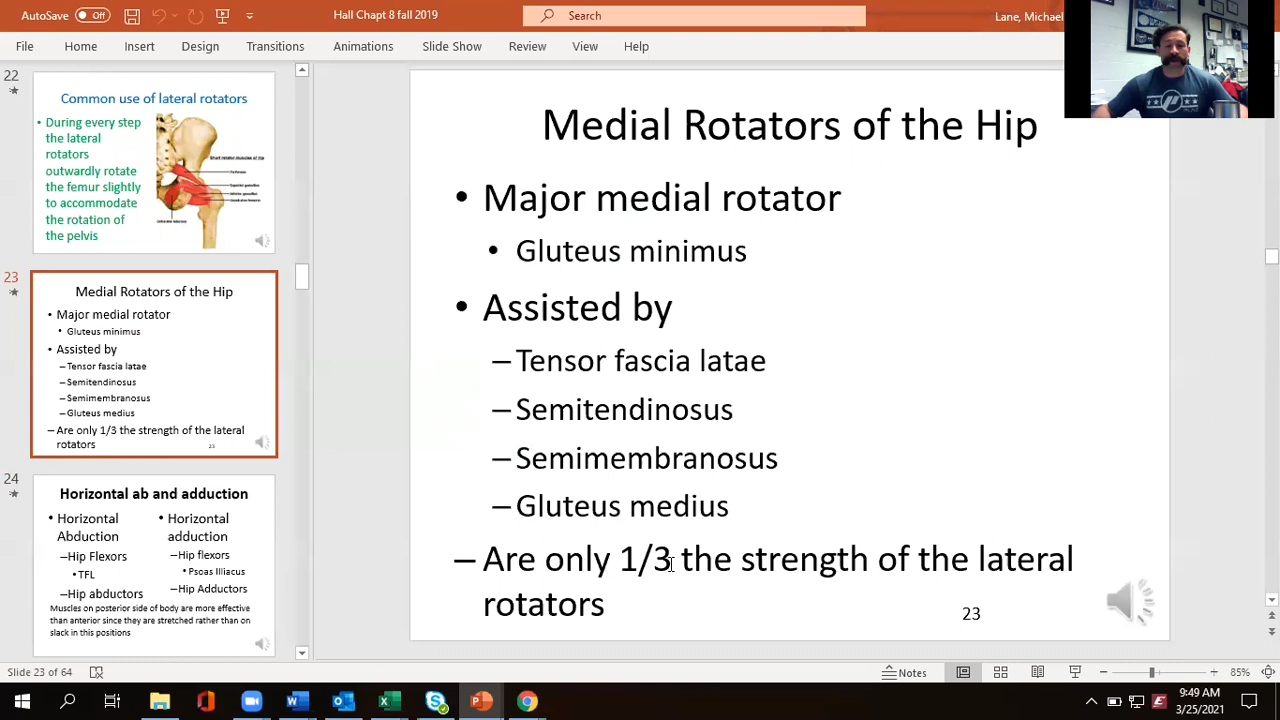 AutoSave Off
Hall Chapt 8 fall 2019
Search
Lane, Michael
File Home Insert Design Transitions Animations Slide Show Review View Help
22
Common use of lateral rotators
• During every step
the lateral
rotators
outwardly rotate
the femur slightly
to accommodate
the rotation of
the pelvis
23
Medial Rotators of the Hip
• Major medial rotator
• Gluteus minimus
• Assisted by
–Tensor fascia latae
–Semitendinosus
–Semimembranosus
–Gluteus medius
–Are only 1/3 the strength of the lateral
rotators
23
24
Horizontal ab and adduction
• Horizontal
Abduction
–Hip Flexors
•TFL
–Hip abductors
• Horizontal
adduction
–Hip flexors
• Psoas Illiacus
–Hip Adductors
Muscles on posterior side of body are more effective
than anterior since they are stretched rather than on
slack in this positions
Medial Rotators of the Hip
• Major medial rotator
• Gluteus minimus
• Assisted by
–Tensor fascia latae
–Semitendinosus
–Semimembranosus
–Gluteus medius
–Are only 1/3 the strength of the lateral
rotators
23
Slide 23 of 64
Notes
85%
9:49 AM
3/25/2021